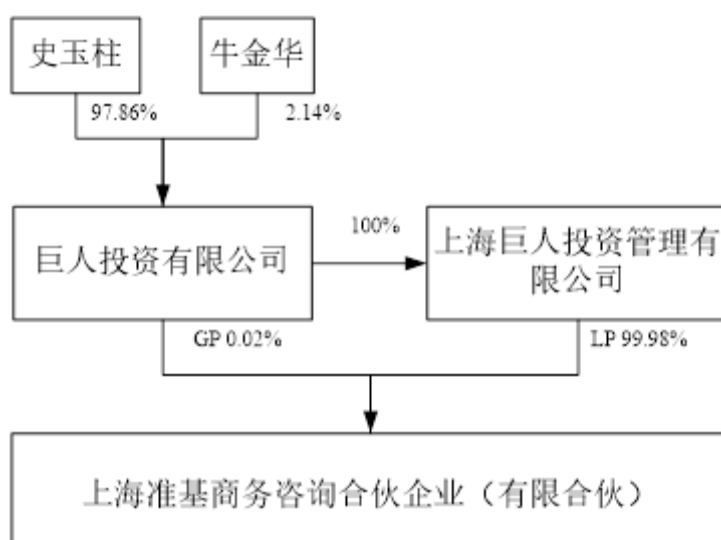 史玉柱
牛金华
97.86%
2.14%
巨人投资有限公司
100%
上海巨人投资管理有
限公司
GP 0.02%
LP 99.98%
上海准基商务咨询合伙企业（有限合伙）